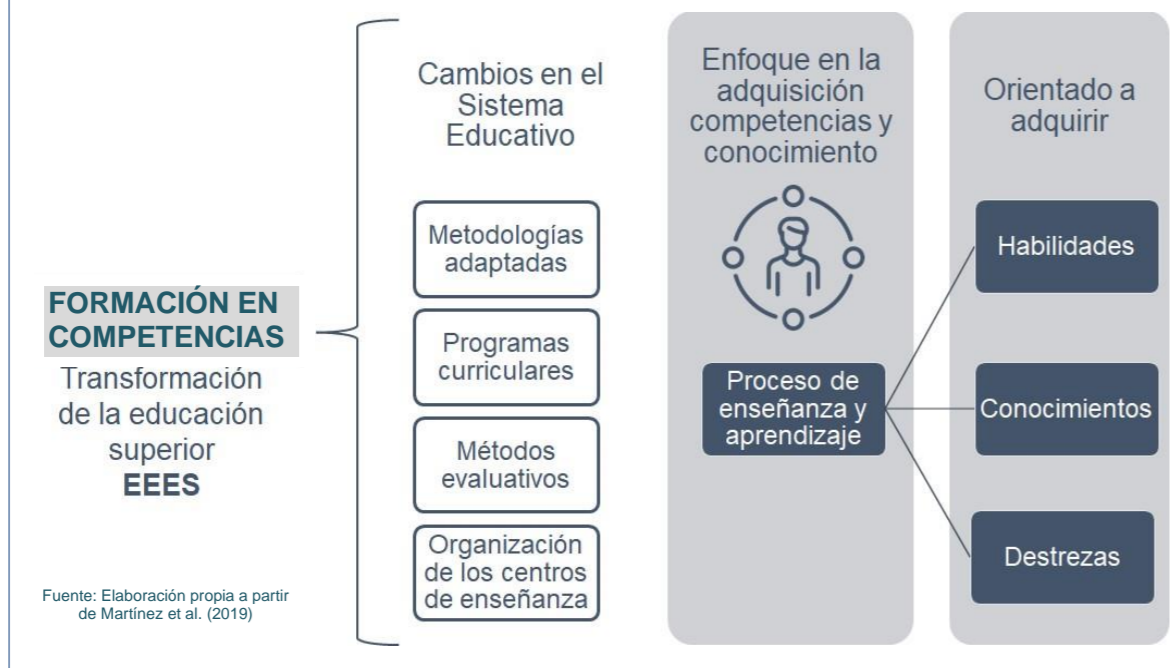 FORMACIÓN EN
COMPETENCIAS
Transformación
de la educación
superior
EEES
Fuente: Elaboración propia a partir
de Martínez et al. (2019)
Cambios en el
Sistema
Educativo
Metodologías
adaptadas
Programas
curriculares
Métodos
evaluativos
Organización
de los centros
de enseñanza
Enfoque en la
adquisición
competencias y
conocimiento
Proceso de
enseñanza y
aprendizaje
Orientado a
adquirir
Habilidades
Conocimientos
Destrezas